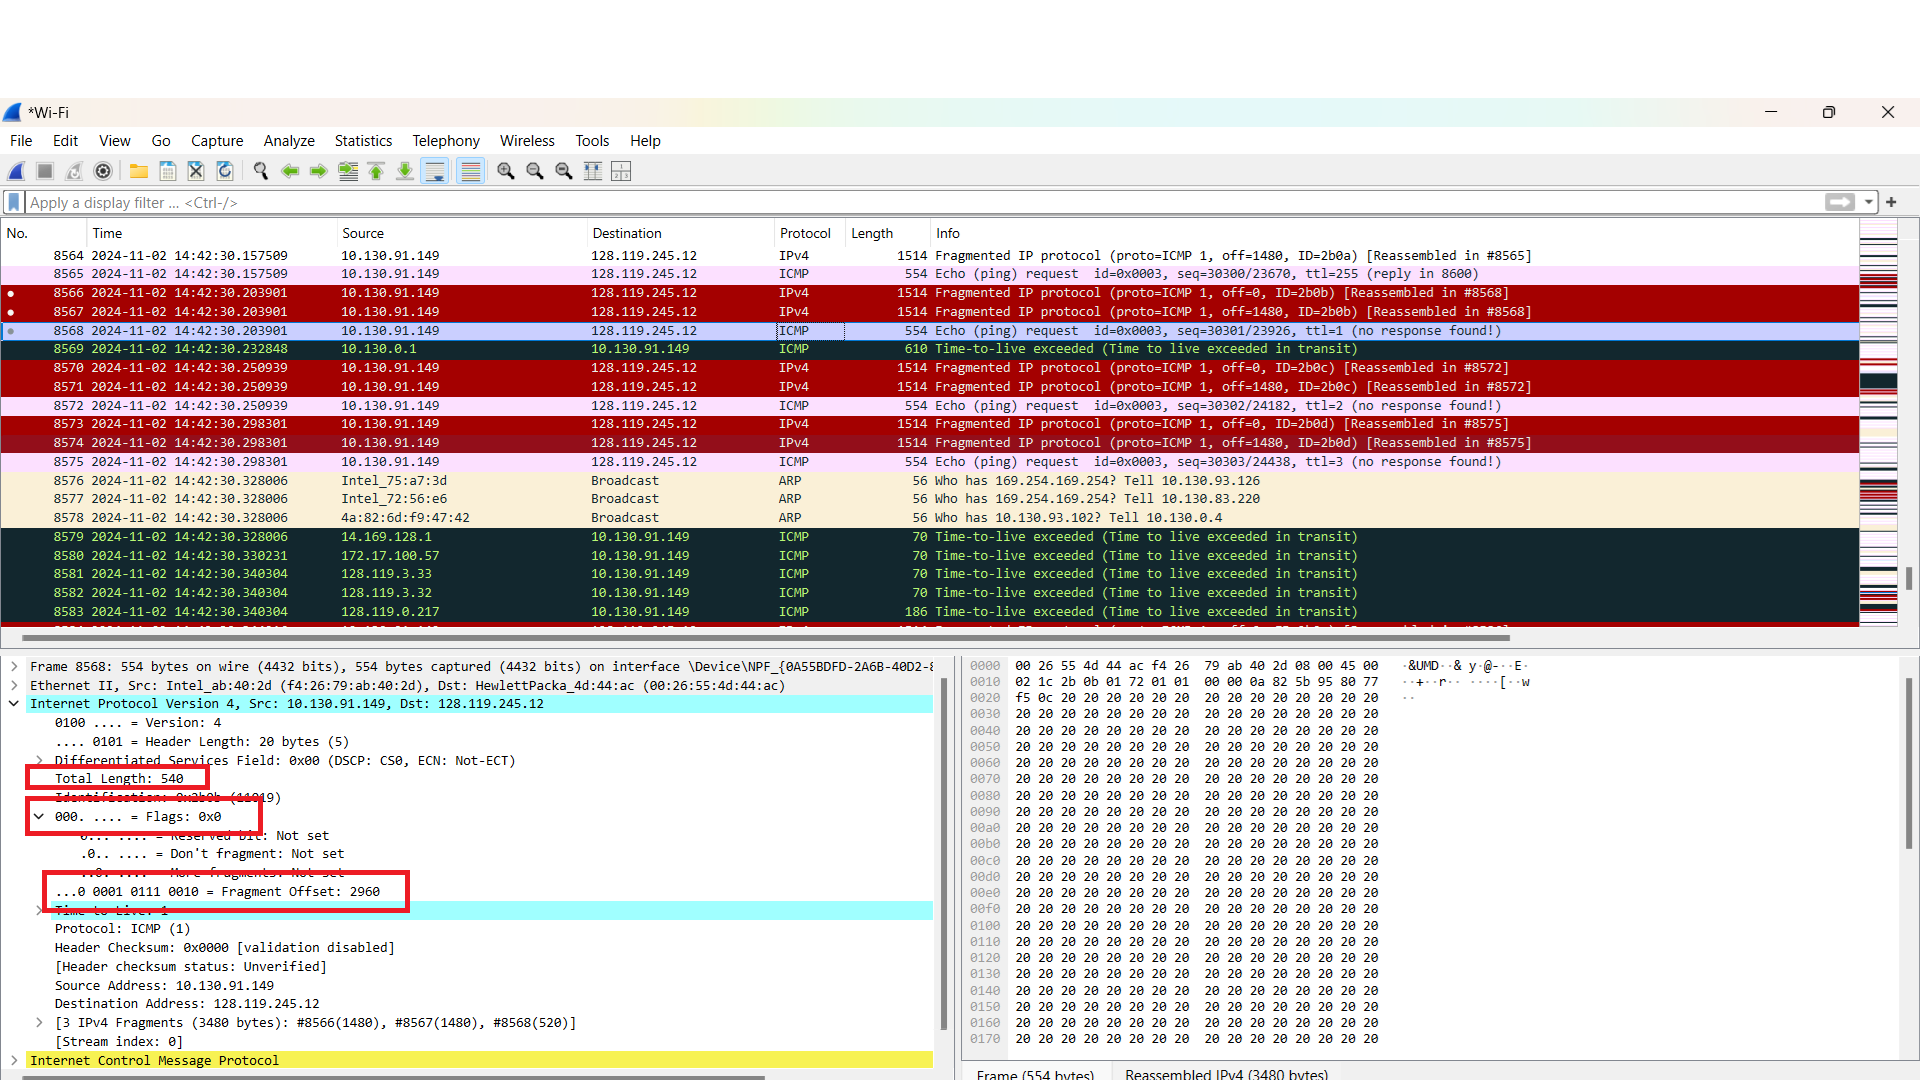 *Wi-Fi
File Edit View Go Capture Analyze Statistics Telephony Wireless Tools Help
Apply a display filter … <Ctrl-/>
No. Time Source Destination Protocol Length Info
8564 2024-11-02 14:42:30.157509 10.130.91.149 128.119.245.12 IPv4 1514 Fragmented IP protocol (proto=ICMP 1, off=1480, ID=2b0a) [Reassembled in #8565]
8565 2024-11-02 14:42:30.157509 10.130.91.149 128.119.245.12 ICMP 554 Echo (ping) request id=0x0003, seq=30300/23670, ttl=255 (reply in 8600)
8566 2024-11-02 14:42:30.203901 10.130.91.149 128.119.245.12 IPv4 1514 Fragmented IP protocol (proto=ICMP 1, off=0, ID=2b0b) [Reassembled in #8568]
8567 2024-11-02 14:42:30.203901 10.130.91.149 128.119.245.12 IPv4 1514 Fragmented IP protocol (proto=ICMP 1, off=1480, ID=2b0b) [Reassembled in #8568]
8568 2024-11-02 14:42:30.203901 10.130.91.149 128.119.245.12 ICMP 554 Echo (ping) request id=0x0003, seq=30301/23926, ttl=1 (no response found!)
8569 2024-11-02 14:42:30.232848 10.130.0.1 10.130.91.149 ICMP 610 Time-to-live exceeded (Time to live exceeded in transit)
8570 2024-11-02 14:42:30.250939 10.130.91.149 128.119.245.12 IPv4 1514 Fragmented IP protocol (proto=ICMP 1, off=0, ID=2b0c) [Reassembled in #8572]
8571 2024-11-02 14:42:30.250939 10.130.91.149 128.119.245.12 IPv4 1514 Fragmented IP protocol (proto=ICMP 1, off=1480, ID=2b0c) [Reassembled in #8572]
8572 2024-11-02 14:42:30.250939 10.130.91.149 128.119.245.12 ICMP 554 Echo (ping) request id=0x0003, seq=30302/24182, ttl=2 (no response found!)
8573 2024-11-02 14:42:30.298301 10.130.91.149 128.119.245.12 IPv4 1514 Fragmented IP protocol (proto=ICMP 1, off=0, ID=2b0d) [Reassembled in #8575]
8574 2024-11-02 14:42:30.298301 10.130.91.149 128.119.245.12 IPv4 1514 Fragmented IP protocol (proto=ICMP 1, off=1480, ID=2b0d) [Reassembled in #8575]
8575 2024-11-02 14:42:30.298301 10.130.91.149 128.119.245.12 ICMP 554 Echo (ping) request id=0x0003, seq=30303/24438, ttl=3 (no response found!)
8576 2024-11-02 14:42:30.328006 Intel_75:a7:3d Broadcast ARP 56 Who has 169.254.169.254? Tell 10.130.93.126
8577 2024-11-02 14:42:30.328006 Intel_72:56:e6 Broadcast ARP 56 Who has 169.254.169.254? Tell 10.130.83.220
8578 2024-11-02 14:42:30.328006 4a:82:6d:f9:47:42 Broadcast ARP 56 Who has 10.130.93.102? Tell 10.130.0.4
8579 2024-11-02 14:42:30.328006 14.169.128.1 10.130.91.149 ICMP 70 Time-to-live exceeded (Time to live exceeded in transit)
8580 2024-11-02 14:42:30.330231 172.17.100.57 10.130.91.149 ICMP 70 Time-to-live exceeded (Time to live exceeded in transit)
8581 2024-11-02 14:42:30.340304 128.119.3.33 10.130.91.149 ICMP 70 Time-to-live exceeded (Time to live exceeded in transit)
8582 2024-11-02 14:42:30.340304 128.119.3.32 10.130.91.149 ICMP 70 Time-to-live exceeded (Time to live exceeded in transit)
8583 2024-11-02 14:42:30.340304 128.119.0.217 10.130.91.149 ICMP 186 Time-to-live exceeded (Time to live exceeded in transit)
Frame 8568: 554 bytes on wire (4432 bits), 554 bytes captured (4432 bits) on interface \Device\NPF_{0A55BDFD-2A6B-40D2-8
Ethernet II, Src: Intel_ab:40:2d (f4:26:79:ab:40:2d), Dst: HewlettPacka_4d:44:ac (00:26:55:4d:44:ac)
Internet Protocol Version 4, Src: 10.130.91.149, Dst: 128.119.245.12
0100 .... = Version: 4
.... 0101 = Header Length: 20 bytes (5)
Differentiated Services Field: 0x00 (DSCP: CS0, ECN: Not-ECT)
Total Length: 540
Identification: 0x2b0b (11019)
000. .... = Flags: 0x0
0... .... = Reserved bit: Not set
.0.. .... = Don't fragment: Not set
..0. .... = More fragments: Not set
...0 0001 0111 0010 = Fragment Offset: 2960
Time to Live: 1
Protocol: ICMP (1)
Header Checksum: 0x0000 [validation disabled]
[Header checksum status: Unverified]
Source Address: 10.130.91.149
Destination Address: 128.119.245.12
[3 IPv4 Fragments (3480 bytes): #8566(1480), #8567(1480), #8568(520)]
[Stream index: 0]
Internet Control Message Protocol
0000 00 26 55 4d 44 ac f4 26 79 ab 40 2d 08 00 45 00 ·&UMD··& y·@-··E·
0010 02 1c 2b 0b 01 72 01 01 00 00 0a 82 5b 95 80 77 ··+··r·· ····[··w
0020 f5 0c 20 20 20 20 20 20 20 20 20 20 20 20 20 20 ··
0030 20 20 20 20 20 20 20 20 20 20 20 20 20 20 20 20
0040 20 20 20 20 20 20 20 20 20 20 20 20 20 20 20 20
0050 20 20 20 20 20 20 20 20 20 20 20 20 20 20 20 20
0060 20 20 20 20 20 20 20 20 20 20 20 20 20 20 20 20
0070 20 20 20 20 20 20 20 20 20 20 20 20 20 20 20 20
0080 20 20 20 20 20 20 20 20 20 20 20 20 20 20 20 20
0090 20 20 20 20 20 20 20 20 20 20 20 20 20 20 20 20
00a0 20 20 20 20 20 20 20 20 20 20 20 20 20 20 20 20
00b0 20 20 20 20 20 20 20 20 20 20 20 20 20 20 20 20
00c0 20 20 20 20 20 20 20 20 20 20 20 20 20 20 20 20
00d0 20 20 20 20 20 20 20 20 20 20 20 20 20 20 20 20
00e0 20 20 20 20 20 20 20 20 20 20 20 20 20 20 20 20
00f0 20 20 20 20 20 20 20 20 20 20 20 20 20 20 20 20
0100 20 20 20 20 20 20 20 20 20 20 20 20 20 20 20 20
0110 20 20 20 20 20 20 20 20 20 20 20 20 20 20 20 20
0120 20 20 20 20 20 20 20 20 20 20 20 20 20 20 20 20
0130 20 20 20 20 20 20 20 20 20 20 20 20 20 20 20 20
0140 20 20 20 20 20 20 20 20 20 20 20 20 20 20 20 20
0150 20 20 20 20 20 20 20 20 20 20 20 20 20 20 20 20
0160 20 20 20 20 20 20 20 20 20 20 20 20 20 20 20 20
0170 20 20 20 20 20 20 20 20 20 20 20 20 20 20 20 20
Frame (554 bytes) Reassembled IPv4 (3480 bytes)